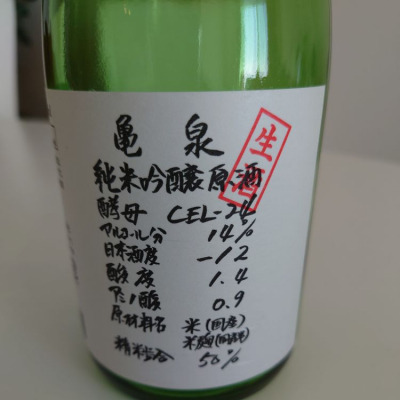 亀泉
生酒
純米吟醸原酒
酵母 CEL-24
アルコール分 14%
日本酒度 -12
酸度 1.4
アミノ酸 0.9
原材料名 米(国産)
米麹(国産米)
精米歩合 50%